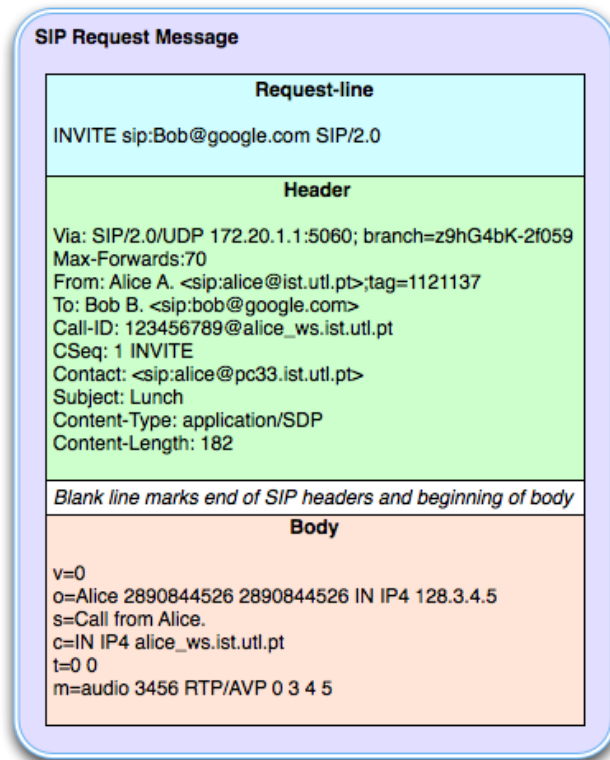 SIP Request Message
Request-line
INVITE sip:Bob@google.com SIP/2.0
Header
Via: SIP/2.0/UDP 172.20.1.1:5060; branch=z9hG4bK-2f059
Max-Forwards:70
From: Alice A. <sip:alice@ist.utl.pt>;tag=1121137
To: Bob B. <sip:bob@google.com>
Call-ID: 123456789@alice_ws.ist.utl.pt
CSeq: 1 INVITE
Contact: <sip:alice@pc33.ist.utl.pt>
Subject: Lunch
Content-Type: application/SDP
Content-Length: 182
Blank line marks end of SIP headers and beginning of body
Body
v=0
o=Alice 2890844526 2890844526 IN IP4 128.3.4.5
s=Call from Alice.
c=IN IP4 alice_ws.ist.utl.pt
t=0 0
m=audio 3456 RTP/AVP 0 3 4 5